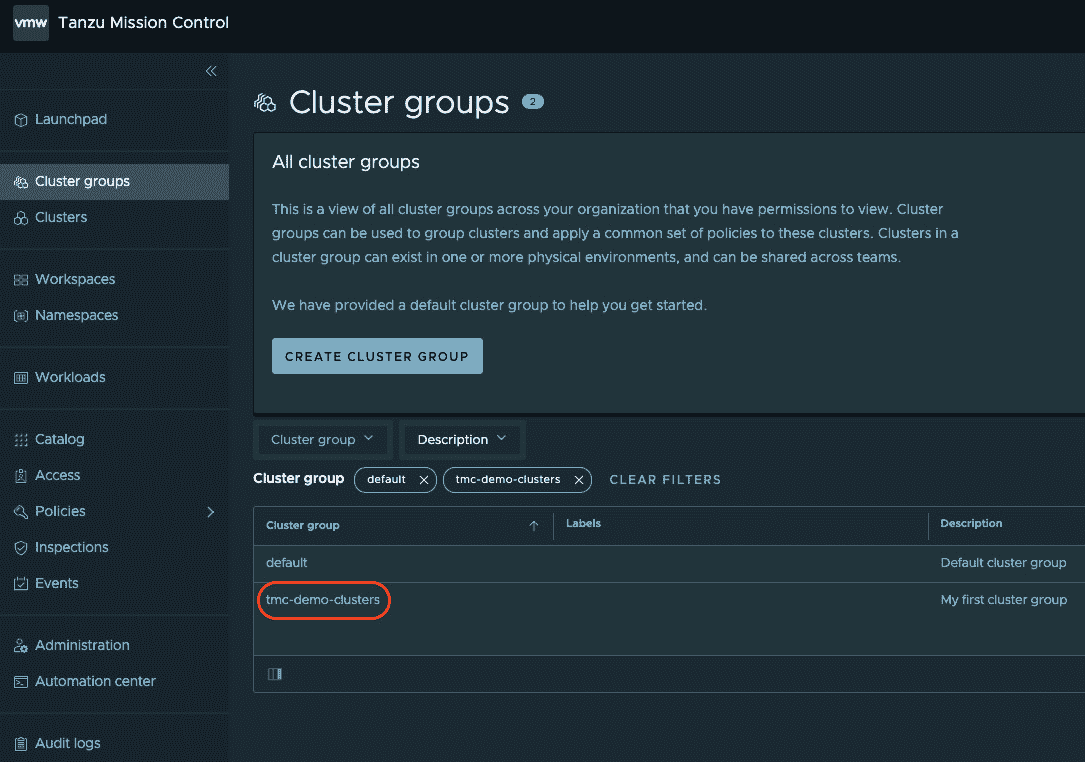 vmw Tanzu Mission Control
Launchpad
Cluster groups
Clusters
Workspaces
Namespaces
Workloads
Catalog
Access
Policies
Inspections
Events
Administration
Automation center
Audit logs
Cluster groups 2
All cluster groups
This is a view of all cluster groups across your organization that you have permissions to view. Cluster
groups can be used to group clusters and apply a common set of policies to these clusters. Clusters in a
cluster group can exist in one or more physical environments, and can be shared across teams.
We have provided a default cluster group to help you get started.
CREATE CLUSTER GROUP
Cluster group Description
Cluster group default tmc-demo-clusters CLEAR FILTERS
Cluster group Labels Description
default Default cluster group
tmc-demo-clusters My first cluster group